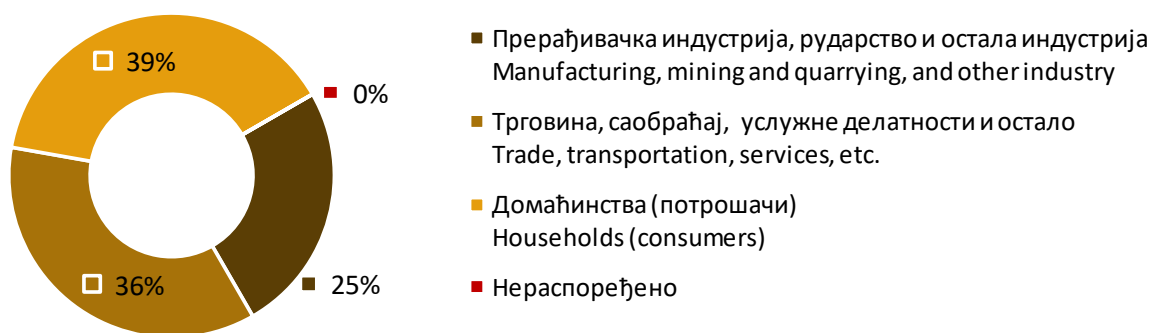 39%
0%
36%
25%
Прерађивачка индустрија, рударство и остала индустрија
Manufacturing, mining and quarrying, and other industry
Трговина, саобраћај, услужне делатности и остало
Trade, transportation, services, etc.
Домаћинства (потрошачи)
Households (consumers)
Нераспоређено